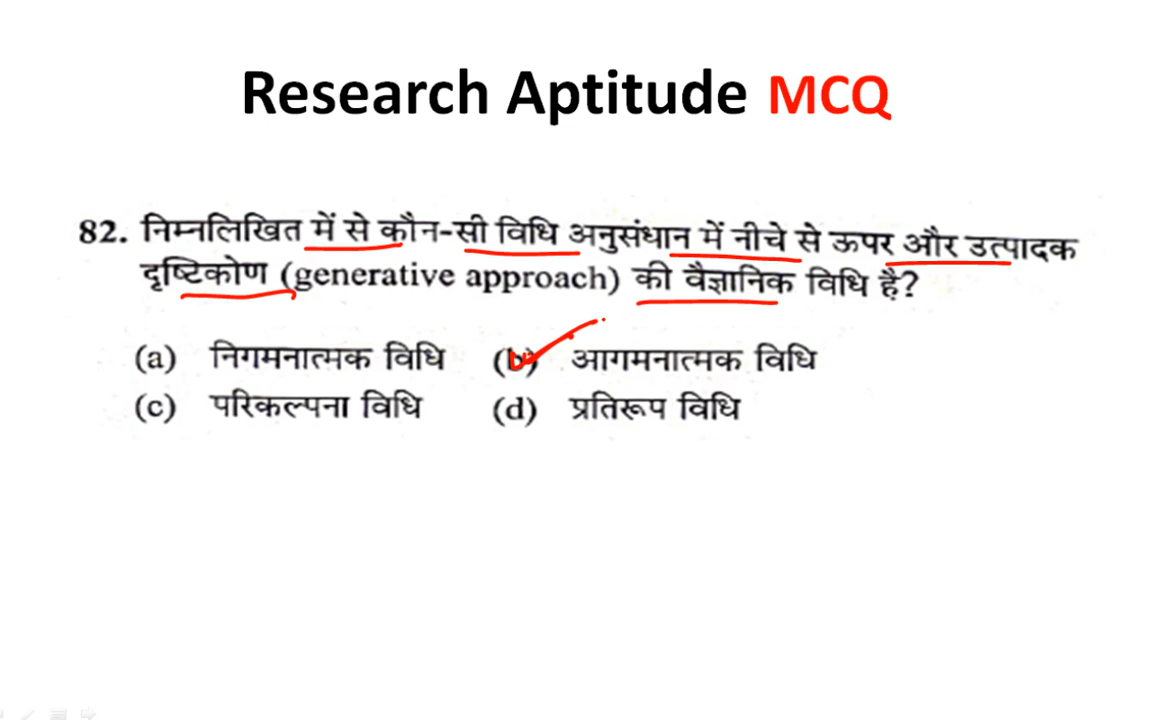 Research Aptitude MCQ
82. निम्नलिखित में से कौन-सी विधि अनुसंधान में नीचे से ऊपर और उत्पादक
दृष्टिकोण (generative approach) की वैज्ञानिक विधि है?
(a) निगमनात्मक विधि (b) आगमनात्मक विधि
(c) परिकल्पना विधि (d) प्रतिरूप विधि